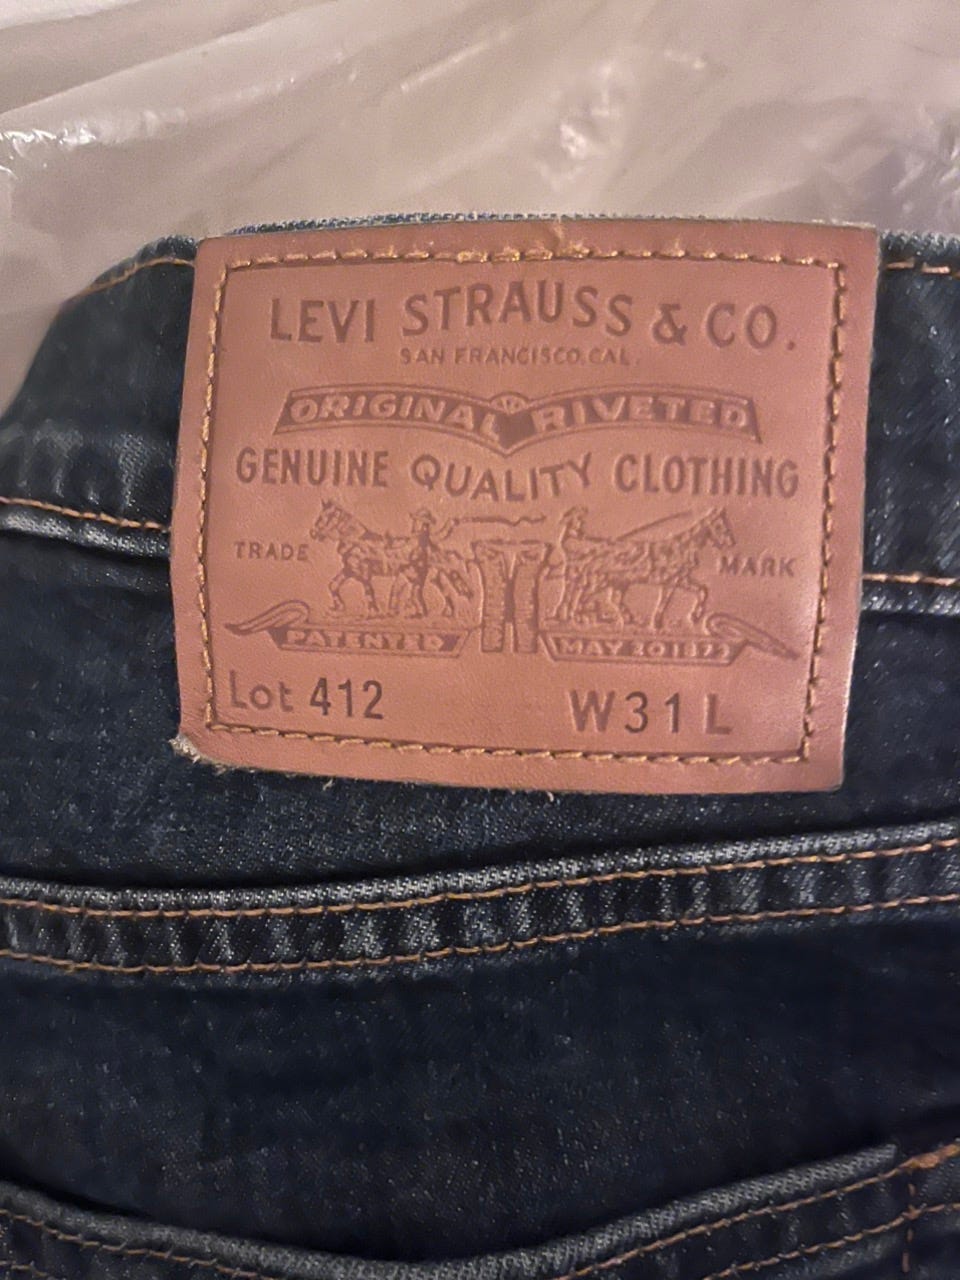 LEVI STRAUSS & CO.
SAN FRANCISCO.CAL.
ORIGINAL RIVETED
GENUINE QUALITY CLOTHING
TRADE MARK
PATENTED MAY 20 1873
Lot 412 W31 L